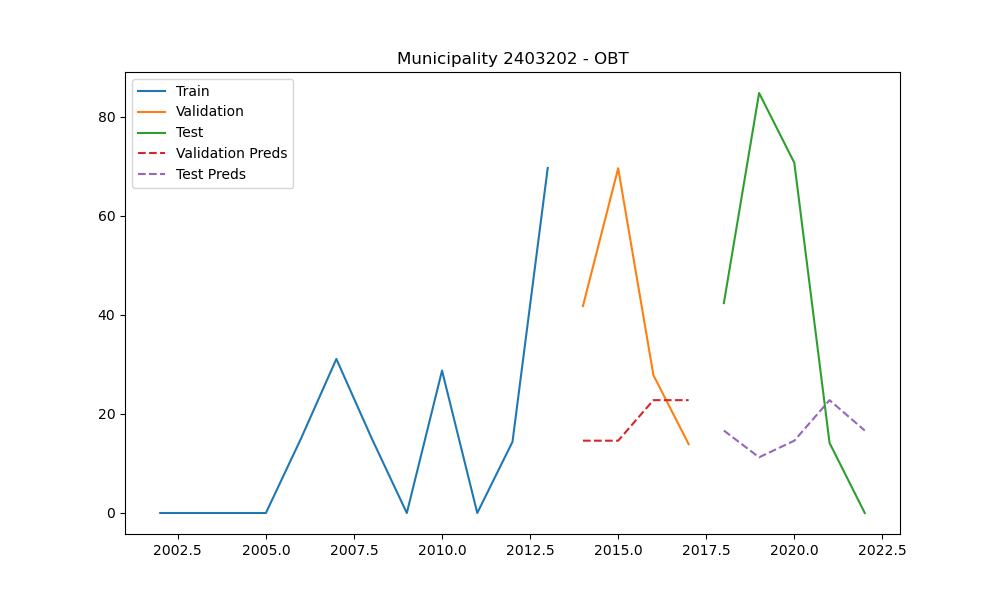 Municipality 2403202 - OBT
Train
Validation
Test
Validation Preds
Test Preds
80
60
40
20
0
2002.5 2005.0 2007.5 2010.0 2012.5 2015.0 2017.5 2020.0 2022.5